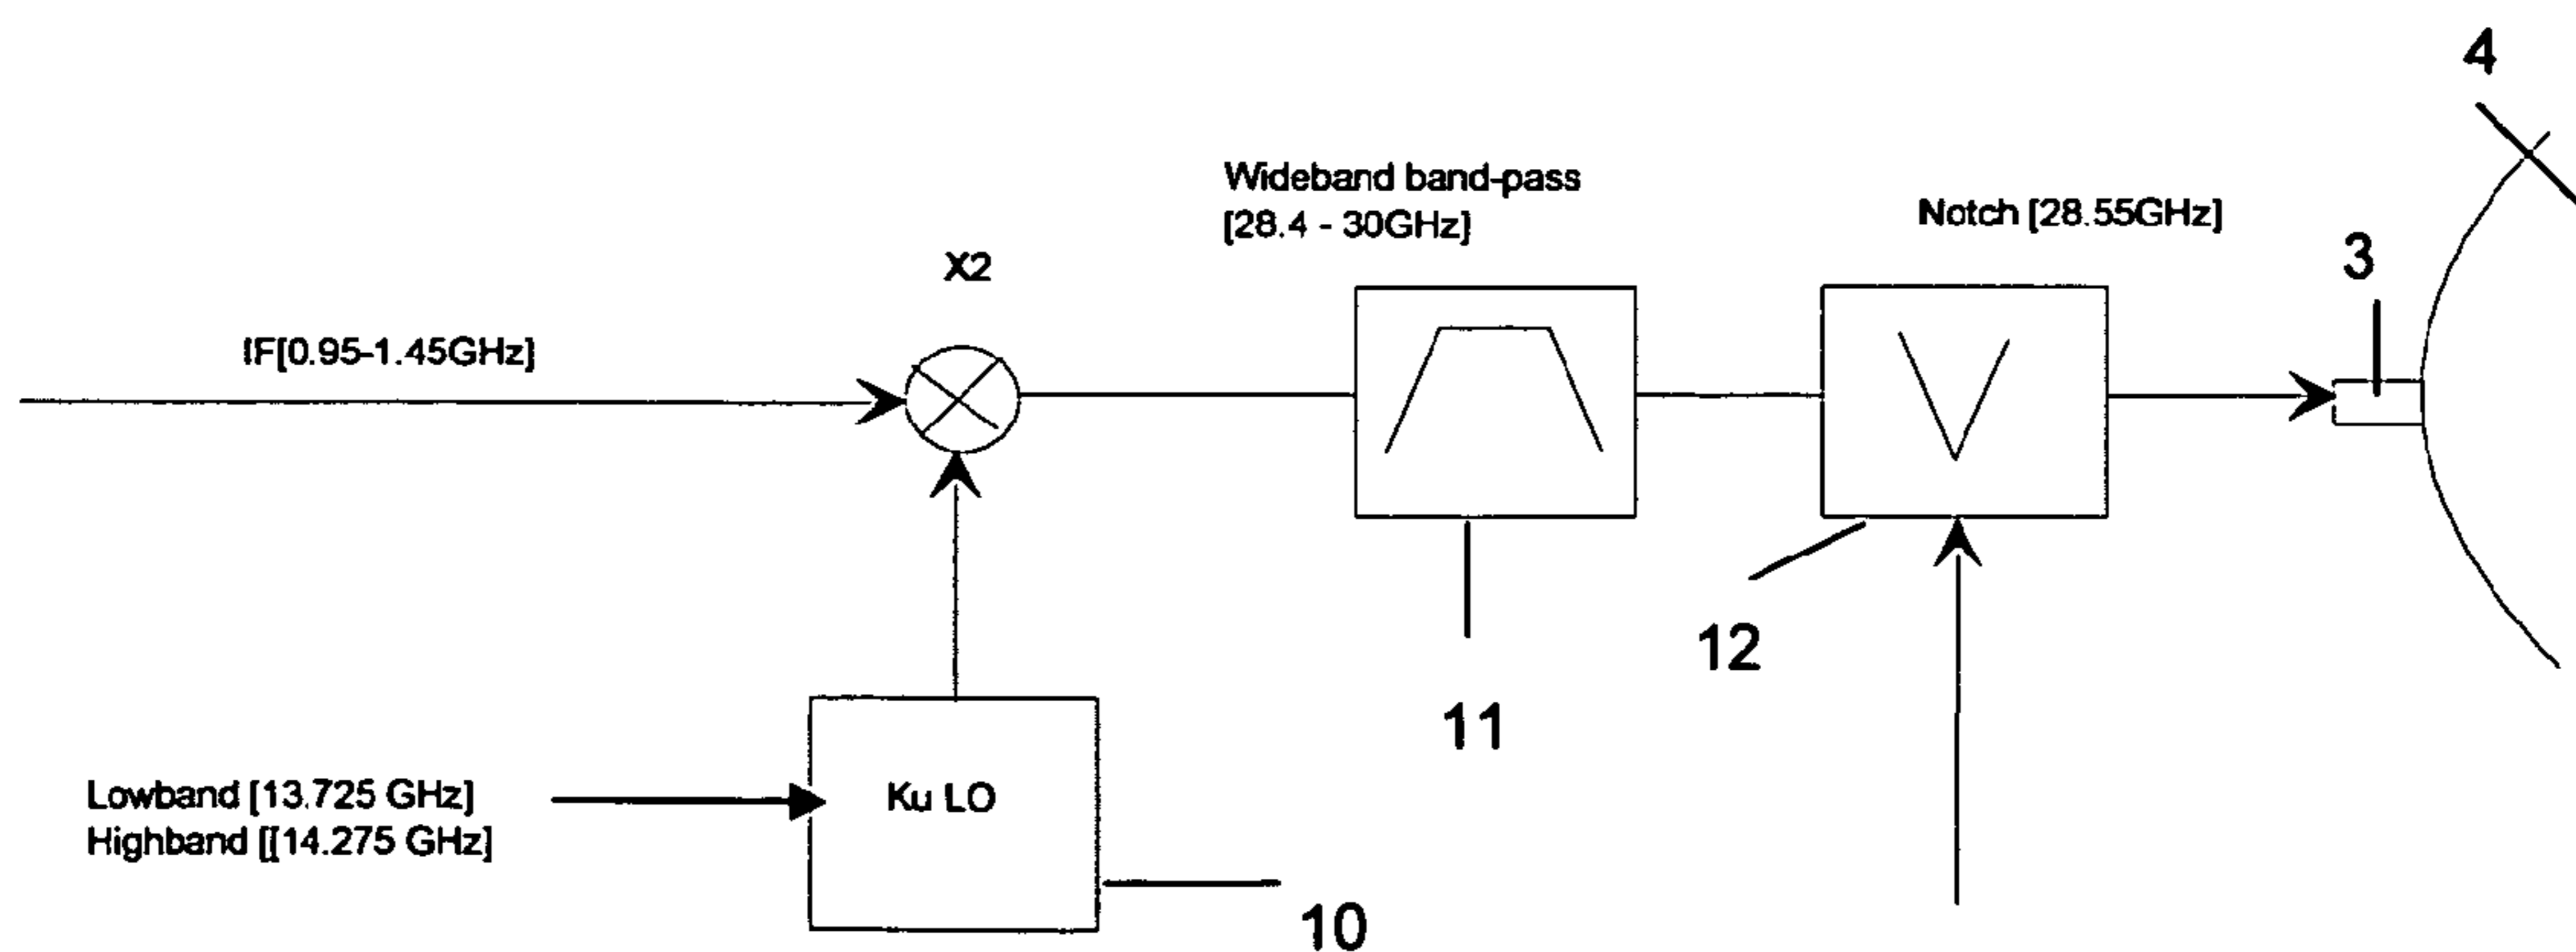 4
Wideband band-pass
[28.4 - 30GHz]
Notch [28.55GHz]
3
X2
IF[0.95-1.45GHz]
12
11
Lowband [13.725 GHz]
Highband [[14.275 GHz]
Ku LO
10